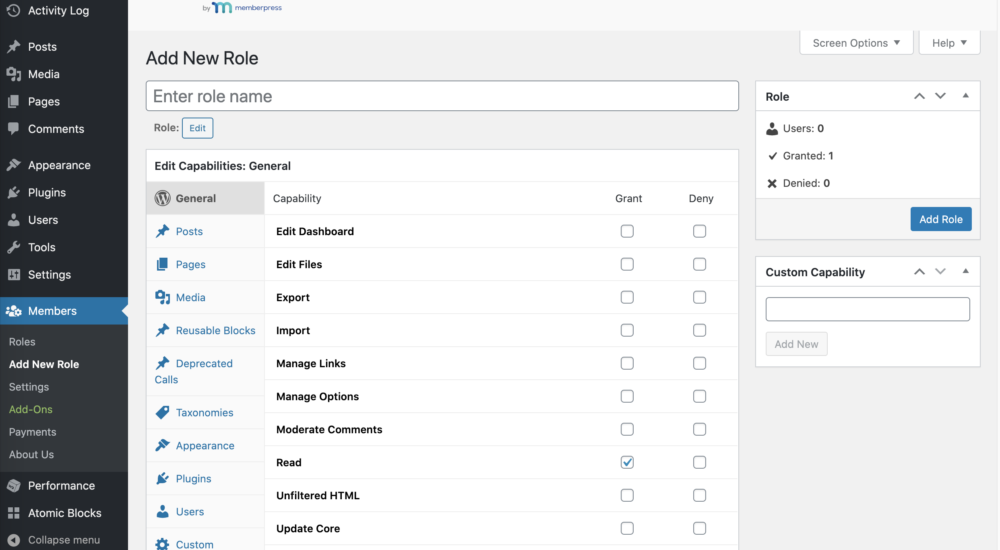 Activity Log
Posts
Media
Pages
Comments
Appearance
Plugins
Users
Tools
Settings
Members
Roles
Add New Role
Settings
Add-Ons
Payments
About Us
Performance
Atomic Blocks
Collapse menu
by memberpress
Screen Options
Help
Add New Role
Enter role name
Role: Edit
Edit Capabilities: General
General
Posts
Pages
Media
Reusable Blocks
Deprecated
Calls
Taxonomies
Appearance
Plugins
Users
Custom
Capability Grant Deny
Edit Dashboard
Edit Files
Export
Import
Manage Links
Manage Options
Moderate Comments
Read
Unfiltered HTML
Update Core
Role
Users: 0
Granted: 1
Denied: 0
Add Role
Custom Capability
Add New